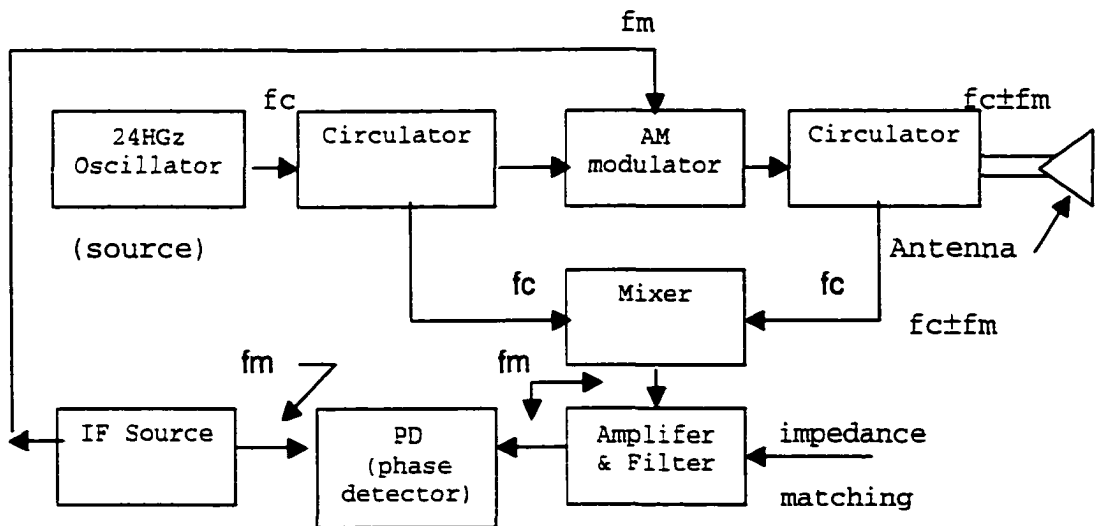 fm
fc
fc±fm
24HGz
Oscillator
Circulator
AM
modulator
Circulator
(source)
Antenna
fc
Mixer
fc
fc±fm
fm
fm
IF Source
PD
(phase
detector)
Amplifer
& Filter
impedance
matching